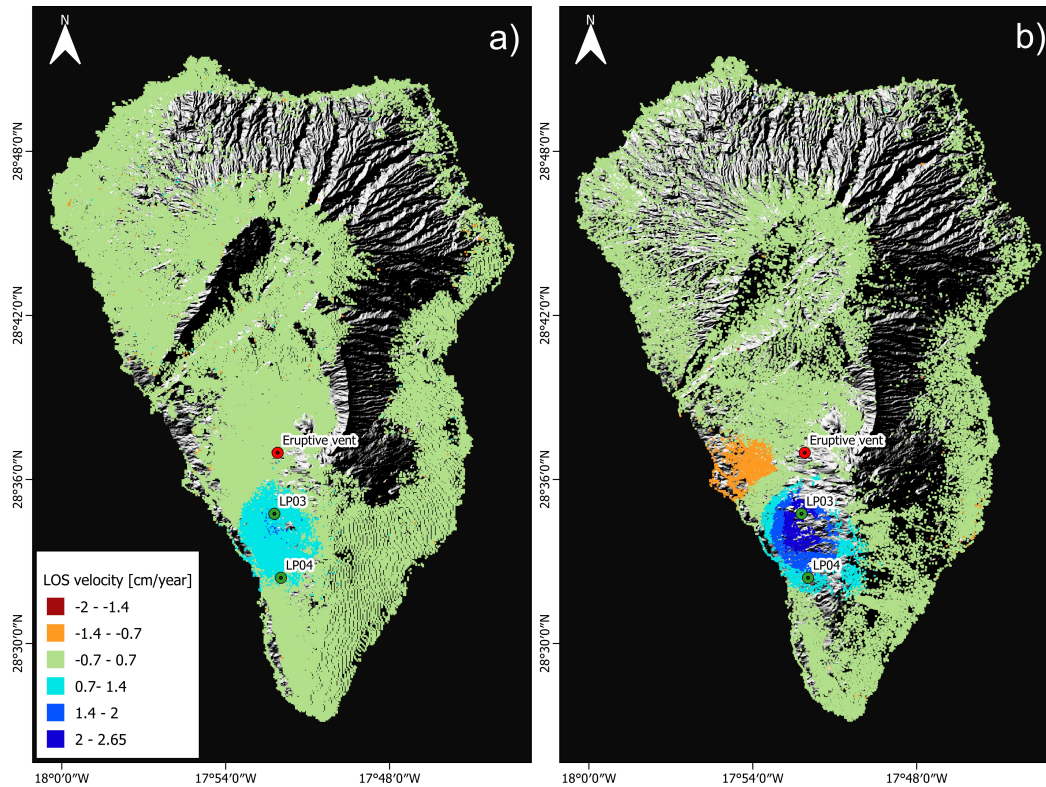 N
a)
28°48'0"N
28°42'0"N
28°36'0"N
28°30'0"N
Eruptive vent
LP03
LP04
LOS velocity [cm/year]
-2 - -1.4
-1.4 - -0.7
-0.7 - 0.7
0.7- 1.4
1.4 - 2
2 - 2.65
18°0'0"W
17°54'0"W
17°48'0"W
N
b)
28°48'0"N
28°42'0"N
28°36'0"N
28°30'0"N
Eruptive vent
LP03
LP04
18°0'0"W
17°54'0"W
17°48'0"W